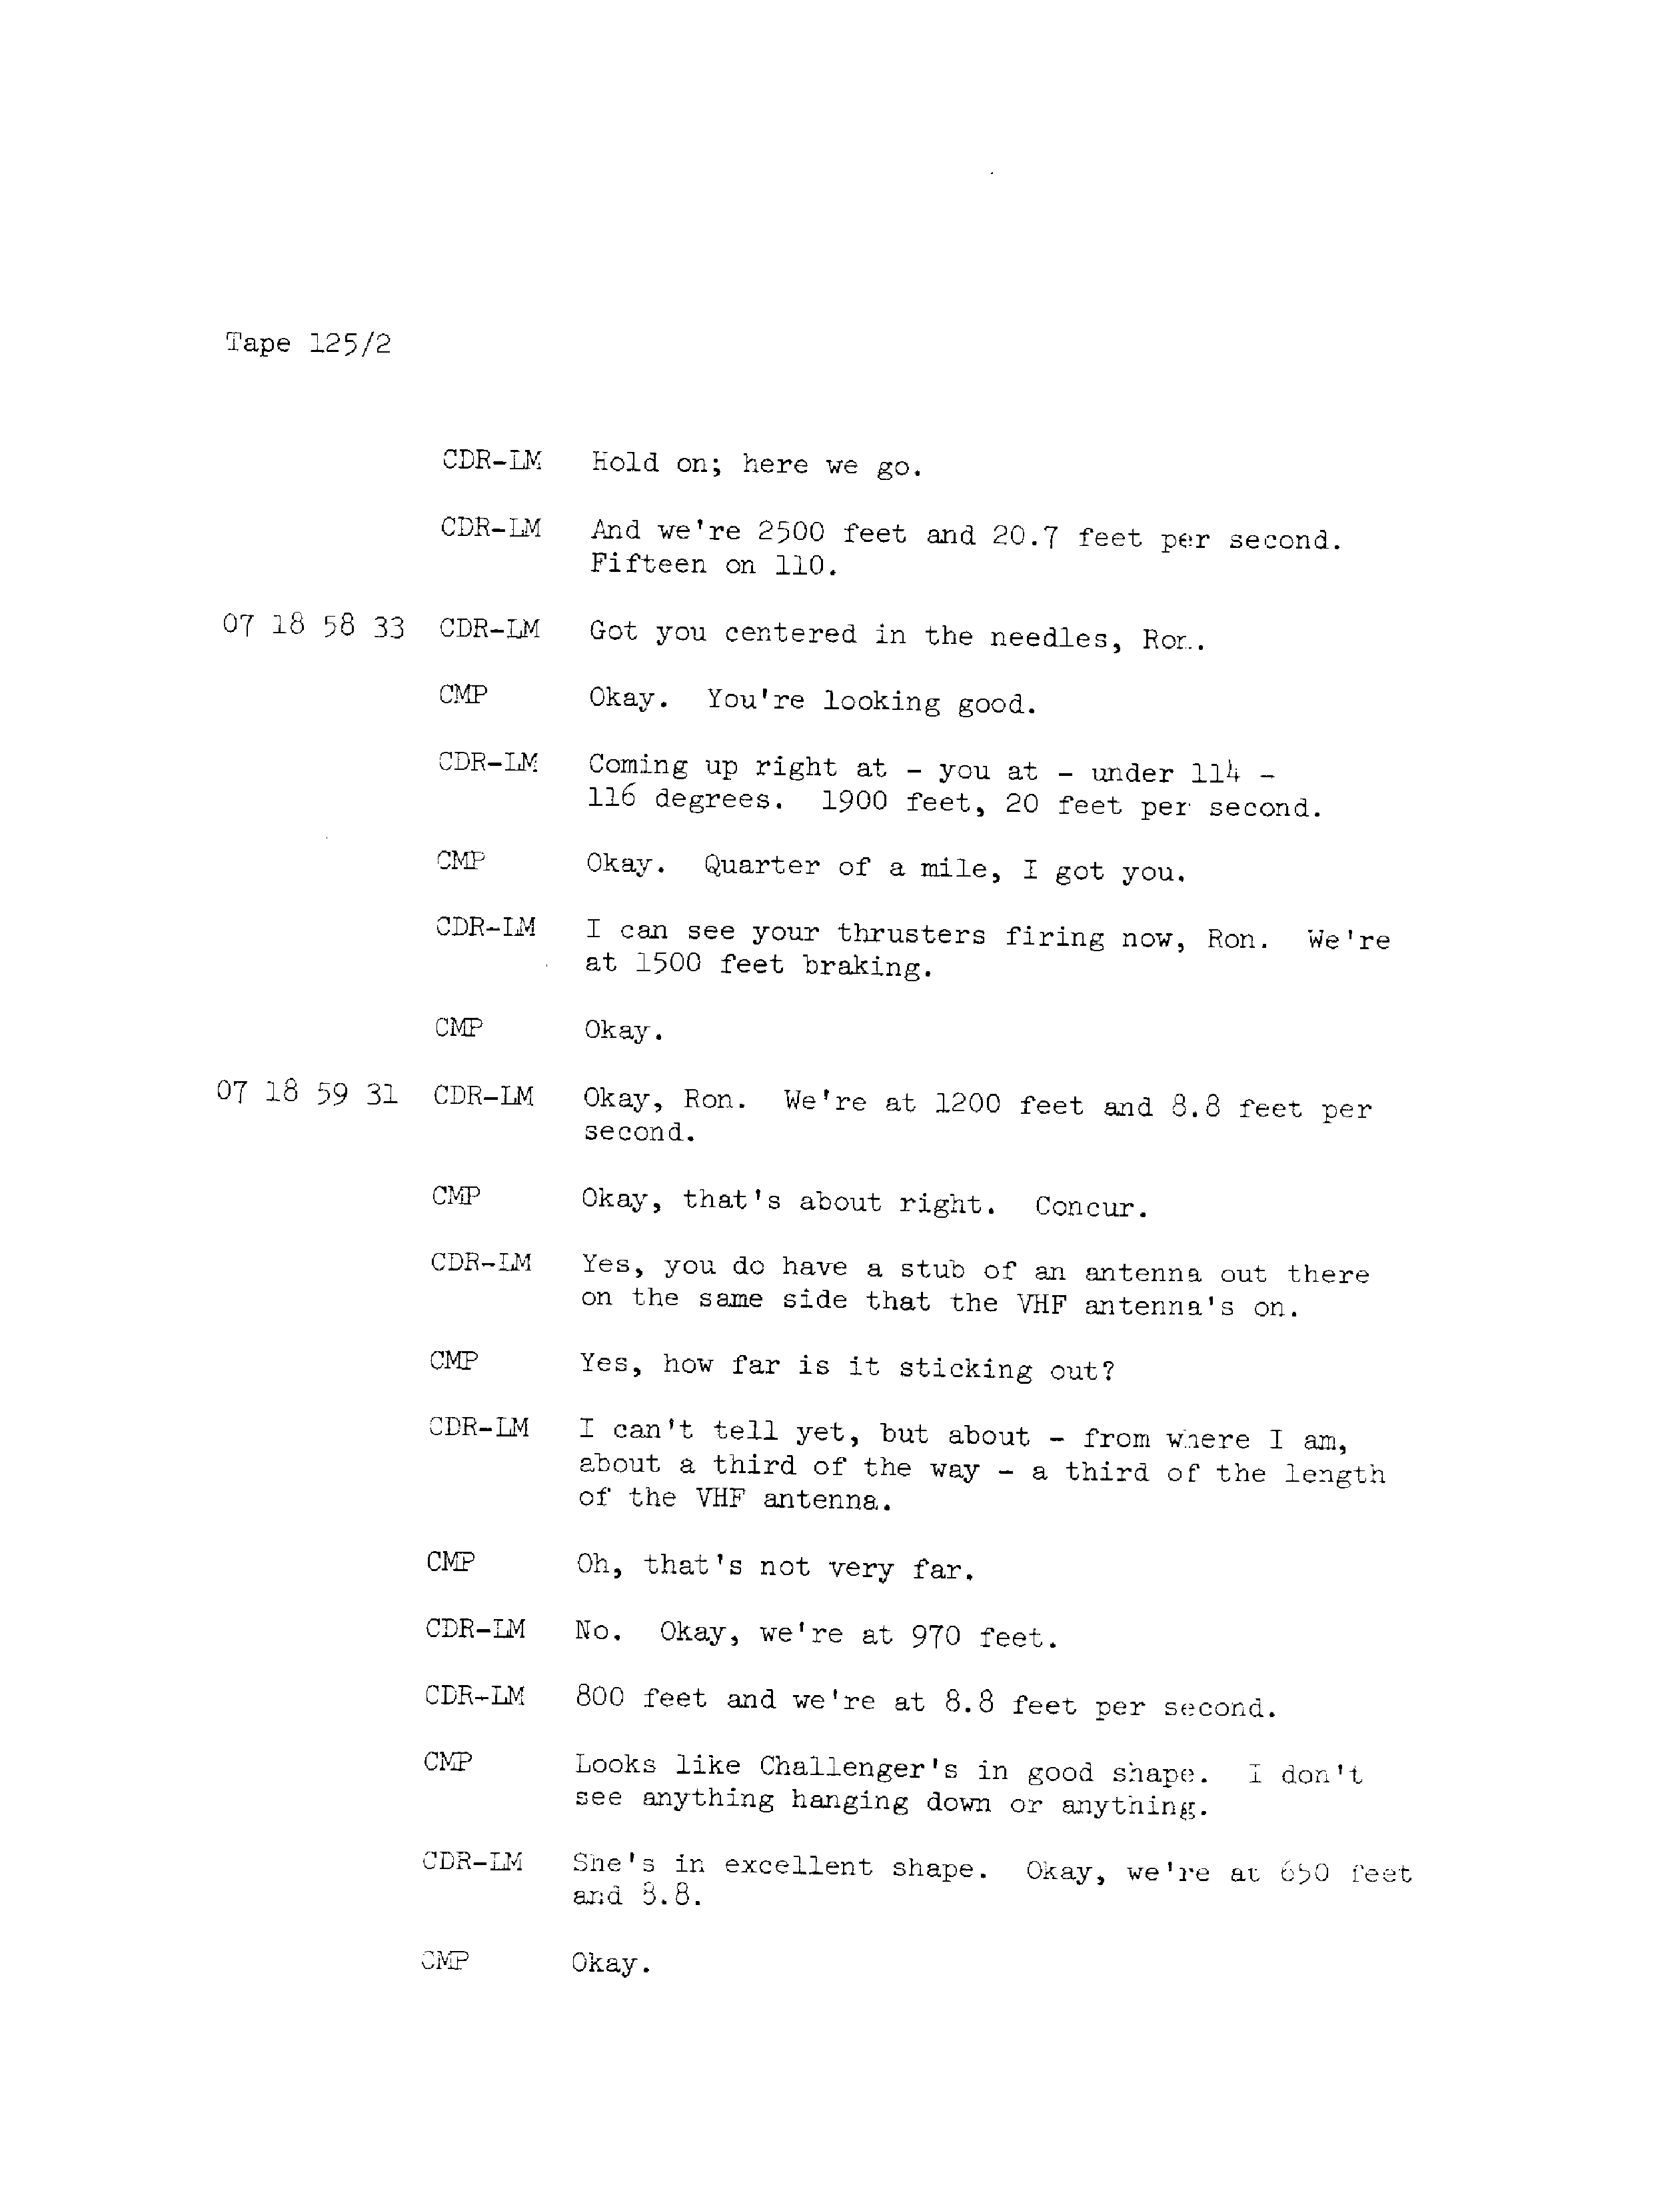 Tape 125/2
CDR-LM Hold on; here we go.
CDR-LM And we're 2500 feet and 20.7 feet per second.
Fifteen on 110.
07 18 58 33 CDR-LM Got you centered in the needles, Ron.
CMP Okay. You're looking good.
CDR-LM Coming up right at - you at - under 114 -
116 degrees. 1900 feet, 20 feet per second.
CMP Okay. Quarter of a mile, I got you.
CDR-LM I can see your thrusters firing now, Ron. We're
at 1500 feet braking.
CMP Okay.
07 18 59 31 CDR-LM Okay, Ron. We're at 1200 feet and 8.8 feet per
second.
CMP Okay, that's about right. Concur.
CDR-LM Yes, you do have a stub of an antenna out there
on the same side that the VHF antenna's on.
CMP Yes, how far is it sticking out?
CDR-LM I can't tell yet, but about - from where I am,
about a third of the way - a third of the length
of the VHF antenna.
CMP Oh, that's not very far.
CDR-LM No. Okay, we're at 970 feet.
CDR-LM 800 feet and we're at 8.8 feet per second.
CMP Looks like Challenger's in good shape. I don't
see anything hanging down or anything.
CDR-LM She's in excellent shape. Okay, we're at 650 feet
and 8.8.
CMP Okay.